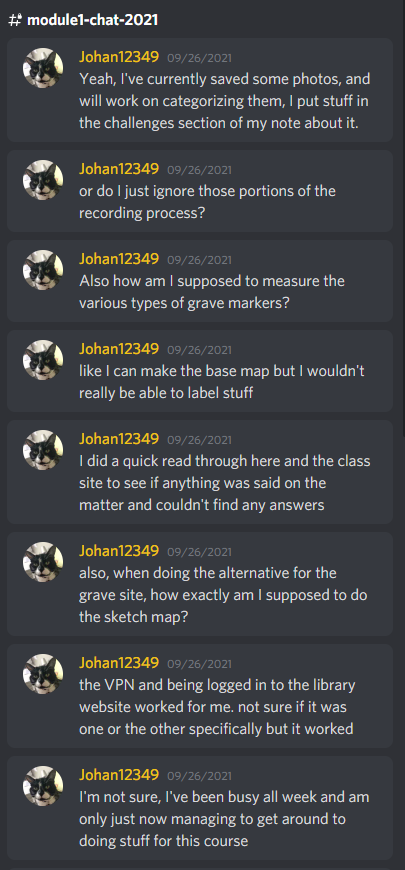 # module1-chat-2021
Johan12349 09/26/2021
Yeah, I've currently saved some photos, and
will work on categorizing them, I put stuff in
the challenges section of my note about it.
Johan12349 09/26/2021
or do I just ignore those portions of the
recording process?
Johan12349 09/26/2021
Also how am I supposed to measure the
various types of grave markers?
Johan12349 09/26/2021
like I can make the base map but I wouldn't
really be able to label stuff
Johan12349 09/26/2021
I did a quick read through here and the class
site to see if anything was said on the
matter and couldn't find any answers
Johan12349 09/26/2021
also, when doing the alternative for the
grave site, how exactly am I supposed to do
the sketch map?
Johan12349 09/26/2021
the VPN and being logged in to the library
website worked for me. not sure if it was
one or the other specifically but it worked
Johan12349 09/26/2021
I'm not sure, I've been busy all week and am
only just now managing to get around to
doing stuff for this course